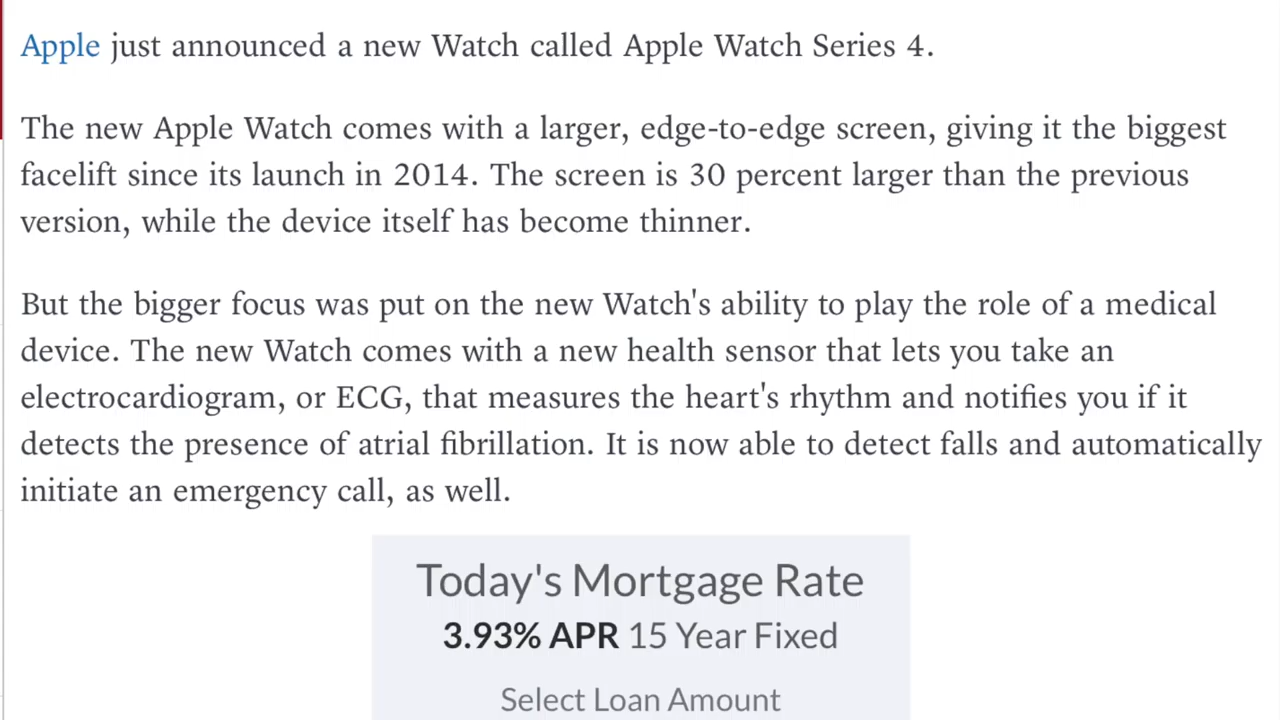 Apple just announced a new Watch called Apple Watch Series 4.
The new Apple Watch comes with a larger, edge-to-edge screen, giving it the biggest
facelift since its launch in 2014. The screen is 30 percent larger than the previous
version, while the device itself has become thinner.
But the bigger focus was put on the new Watch's ability to play the role of a medical
device. The new Watch comes with a new health sensor that lets you take an
electrocardiogram, or ECG, that measures the heart's rhythm and notifies you if it
detects the presence of atrial fibrillation. It is now able to detect falls and automatically
initiate an emergency call, as well.
Today's Mortgage Rate
3.93% APR 15 Year Fixed
Select Loan Amount